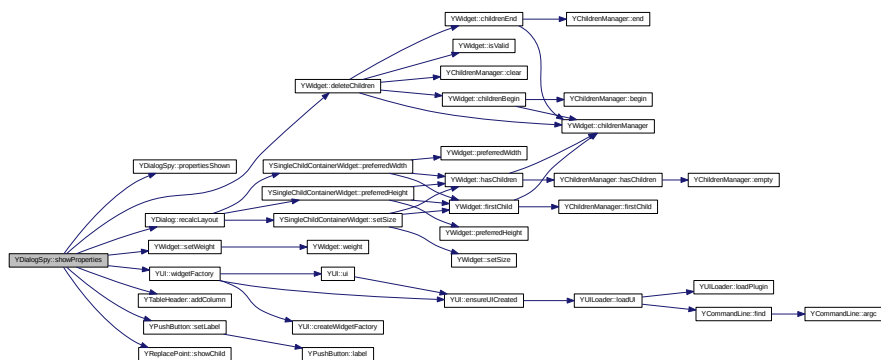 YWidget::childrenEnd
YChildrenManager::end
YWidget::isValid
YChildrenManager::clear
YWidget::deleteChildren
YWidget::childrenBegin
YChildrenManager::begin
YWidget::childrenManager
YWidget::preferredWidth
YDialogSpy::propertiesShown
YSingleChildContainerWidget::preferredWidth
YWidget::hasChildren
YChildrenManager::hasChildren
YChildrenManager::empty
YSingleChildContainerWidget::preferredHeight
YWidget::firstChild
YChildrenManager::firstChild
YDialog::recalcLayout
YSingleChildContainerWidget::setSize
YWidget::preferredHeight
YWidget::setWeight
YWidget::weight
YWidget::setSize
YDialogSpy::showProperties
YUI::widgetFactory
YUI::ui
YUILoader::loadPlugin
YTableHeader::addColumn
YUI::ensureUICreated
YUILoader::loadUI
YCommandLine::find
YCommandLine::argc
YPushButton::setLabel
YUI::createWidgetFactory
YReplacePoint::showChild
YPushButton::label